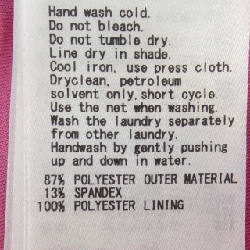 Hand wash cold.
Do not bleach.
Do not tumble dry.
Line dry in shade.
Cool iron, use press cloth.
Dryclean, petroleum
solvent only,short cycle.
Use the net when washing.
Wash the laundry separately
from other laundry.
Handwash by gently pushing
up and down in water.
87% POLYESTER OUTER MATERIAL
13% SPANDEX
100% POLYESTER LINING